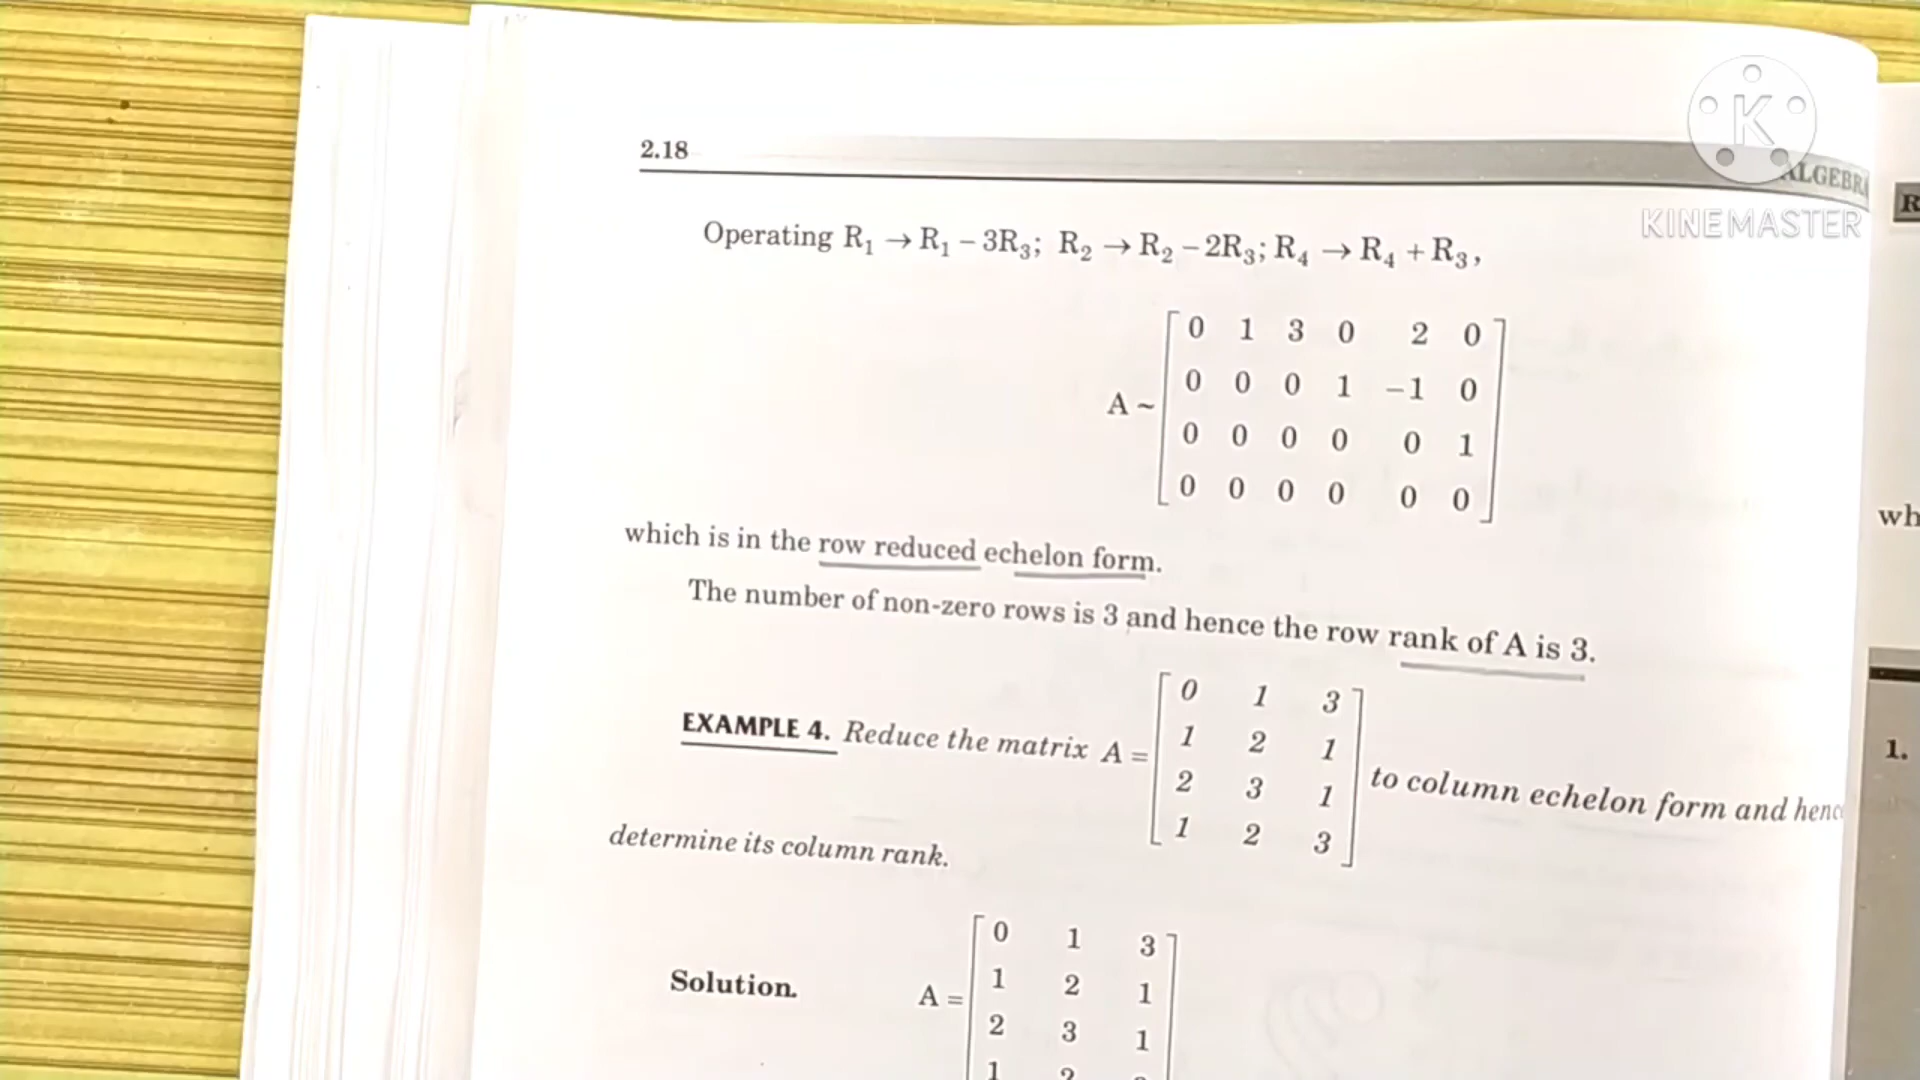 KINEMASTER
2.18
ALGEBRA
Operating R₁ → R₁ – 3R₃; R₂ → R₂ – 2R₃; R₄ → R₄ + R₃,
0 1 3 0 2 0
0 0 0 1 –1 0
A ~
0 0 0 0 0 1
0 0 0 0 0 0
which is in the row reduced echelon form.
The number of non-zero rows is 3 and hence the row rank of A is 3.
0 1 3
EXAMPLE 4. Reduce the matrix A = 1 2 1 to column echelon form and henc
2 3 1
1 2 3
determine its column rank.
0 1 3
Solution. A = 1 2 1
2 3 1
1 2
R
wh
1.